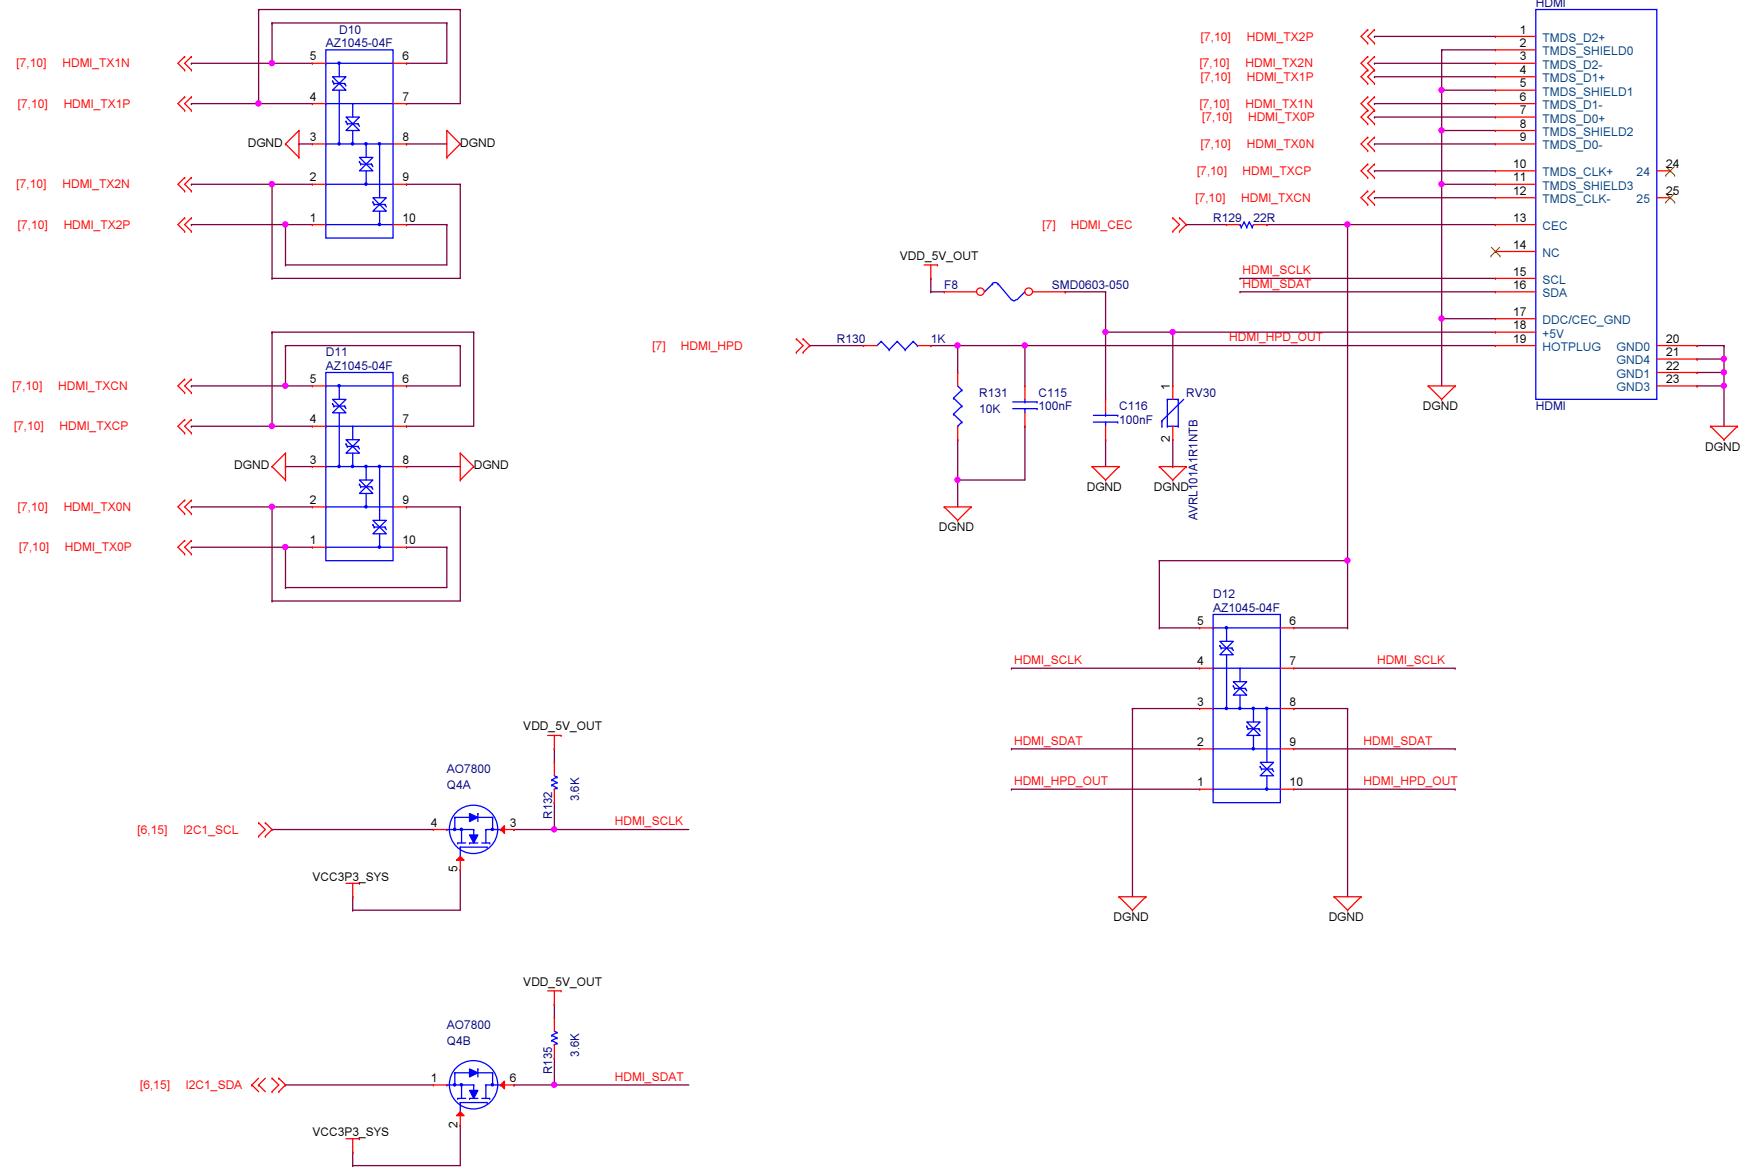 D10
AZ1045-04F
[7,10] HDMI_TX1N 5 6
[7,10] HDMI_TX1P 4 7
DGND 3 8 DGND
[7,10] HDMI_TX2N 2 9
[7,10] HDMI_TX2P 1 10
D11
AZ1045-04F
[7,10] HDMI_TXCN 5 6
[7,10] HDMI_TXCP 4 7
DGND 3 8 DGND
[7,10] HDMI_TX0N 2 9
[7,10] HDMI_TX0P 1 10
HDMI
[7,10] HDMI_TX2P 1 TMDS_D2+
2 TMDS_SHIELD0
[7,10] HDMI_TX2N 3 TMDS_D2-
[7,10] HDMI_TX1P 4 TMDS_D1+
5 TMDS_SHIELD1
[7,10] HDMI_TX1N 6 TMDS_D1-
[7,10] HDMI_TX0P 7 TMDS_D0+
8 TMDS_SHIELD2
[7,10] HDMI_TX0N 9 TMDS_D0-
[7,10] HDMI_TXCP 10 TMDS_CLK+ 24 24
11 TMDS_SHIELD3
[7,10] HDMI_TXCN 12 TMDS_CLK- 25 25
[7] HDMI_CEC R129 22R 13 CEC
14 NC
HDMI_SCLK 15 SCL
HDMI_SDAT 16 SDA
17 DDC/CEC_GND
18 +5V
HDMI_HPD_OUT 19 HOTPLUG GND0 20
GND4 21
GND1 22
GND3 23
HDMI
DGND
DGND
VDD_5V_OUT
F8 SMD0603-050
[7] HDMI_HPD R130 1K
R131
10K
C115
100nF
C116
100nF
1 RV30
2
AVRL101A1R1NTB
DGND
DGND
DGND
D12
AZ1045-04F
5 6
HDMI_SCLK 4 7 HDMI_SCLK
3 8
HDMI_SDAT 2 9 HDMI_SDAT
HDMI_HPD_OUT 1 10 HDMI_HPD_OUT
DGND
DGND
VDD_5V_OUT
AO7800
Q4A
R132
3.6K
[6,15] I2C1_SCL 4 3 HDMI_SCLK
5
VCC3P3_SYS
VDD_5V_OUT
AO7800
Q4B
R135
3.6K
[6,15] I2C1_SDA 1 6 HDMI_SDAT
2
VCC3P3_SYS